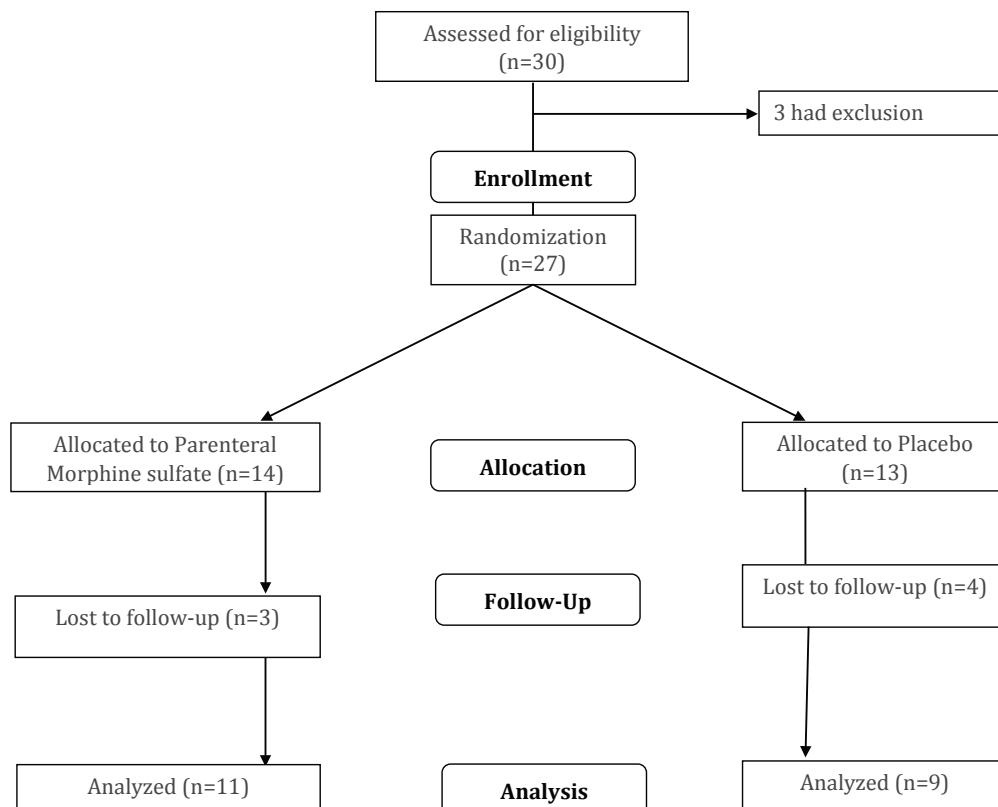 Assessed for eligibility
(n=30)
3 had exclusion
Enrollment
Randomization
(n=27)
Allocated to Parenteral
Morphine sulfate (n=14)
Allocation
Allocated to Placebo
(n=13)
Lost to follow-up (n=3)
Follow-Up
Lost to follow-up (n=4)
Analyzed (n=11)
Analysis
Analyzed (n=9)